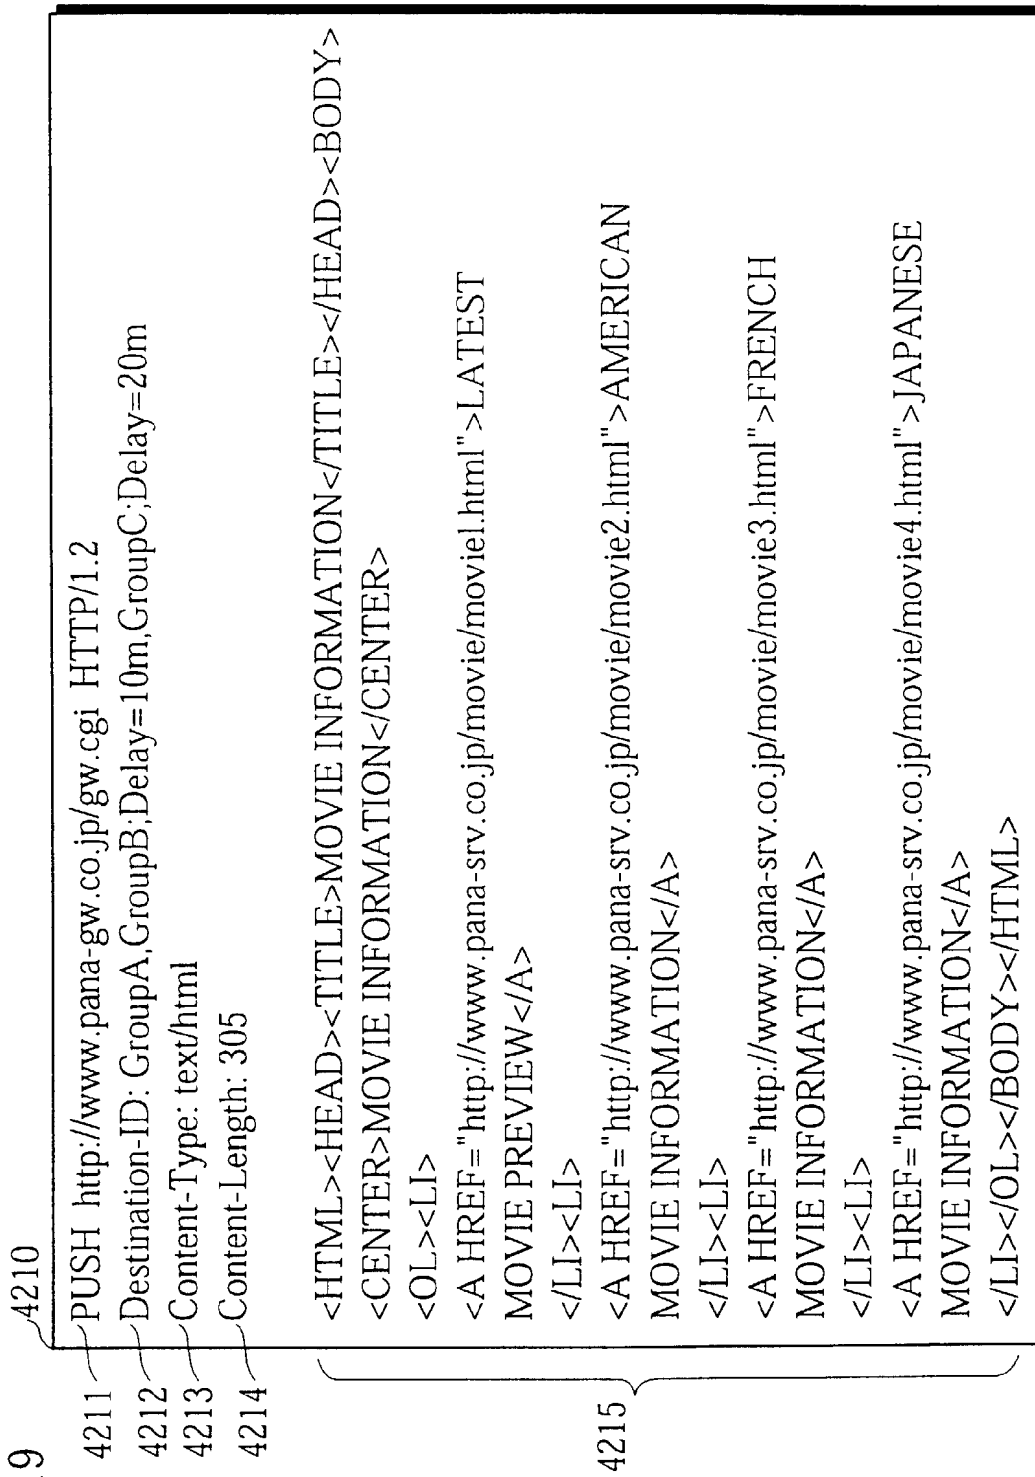 9
4210
4211 PUSH http://www.pana-gw.co.jp/gw.cgi HTTP/1.2
4212 Destination-ID: GroupA,GroupB;Delay=10m,GroupC;Delay=20m
4213 Content-Type: text/html
4214 Content-Length: 305
4215
<HTML><HEAD><TITLE>MOVIE INFORMATION</TITLE></HEAD><BODY>
<CENTER>MOVIE INFORMATION</CENTER>
<OL><LI>
<A HREF="http://www.pana-srv.co.jp/movie/movie1.html">LATEST
MOVIE PREVIEW</A>
</LI><LI>
<A HREF="http://www.pana-srv.co.jp/movie/movie2.html">AMERICAN
MOVIE INFORMATION</A>
</LI><LI>
<A HREF="http://www.pana-srv.co.jp/movie/movie3.html">FRENCH
MOVIE INFORMATION</A>
</LI><LI>
<A HREF="http://www.pana-srv.co.jp/movie/movie4.html">JAPANESE
MOVIE INFORMATION</A>
</LI></OL></BODY></HTML>